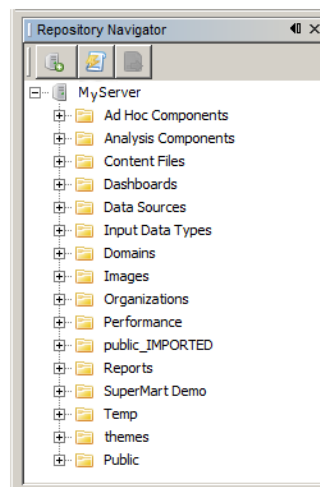 Repository Navigator
MyServer
Ad Hoc Components
Analysis Components
Content Files
Dashboards
Data Sources
Input Data Types
Domains
Images
Organizations
Performance
public_IMPORTED
Reports
SuperMart Demo
Temp
themes
Public